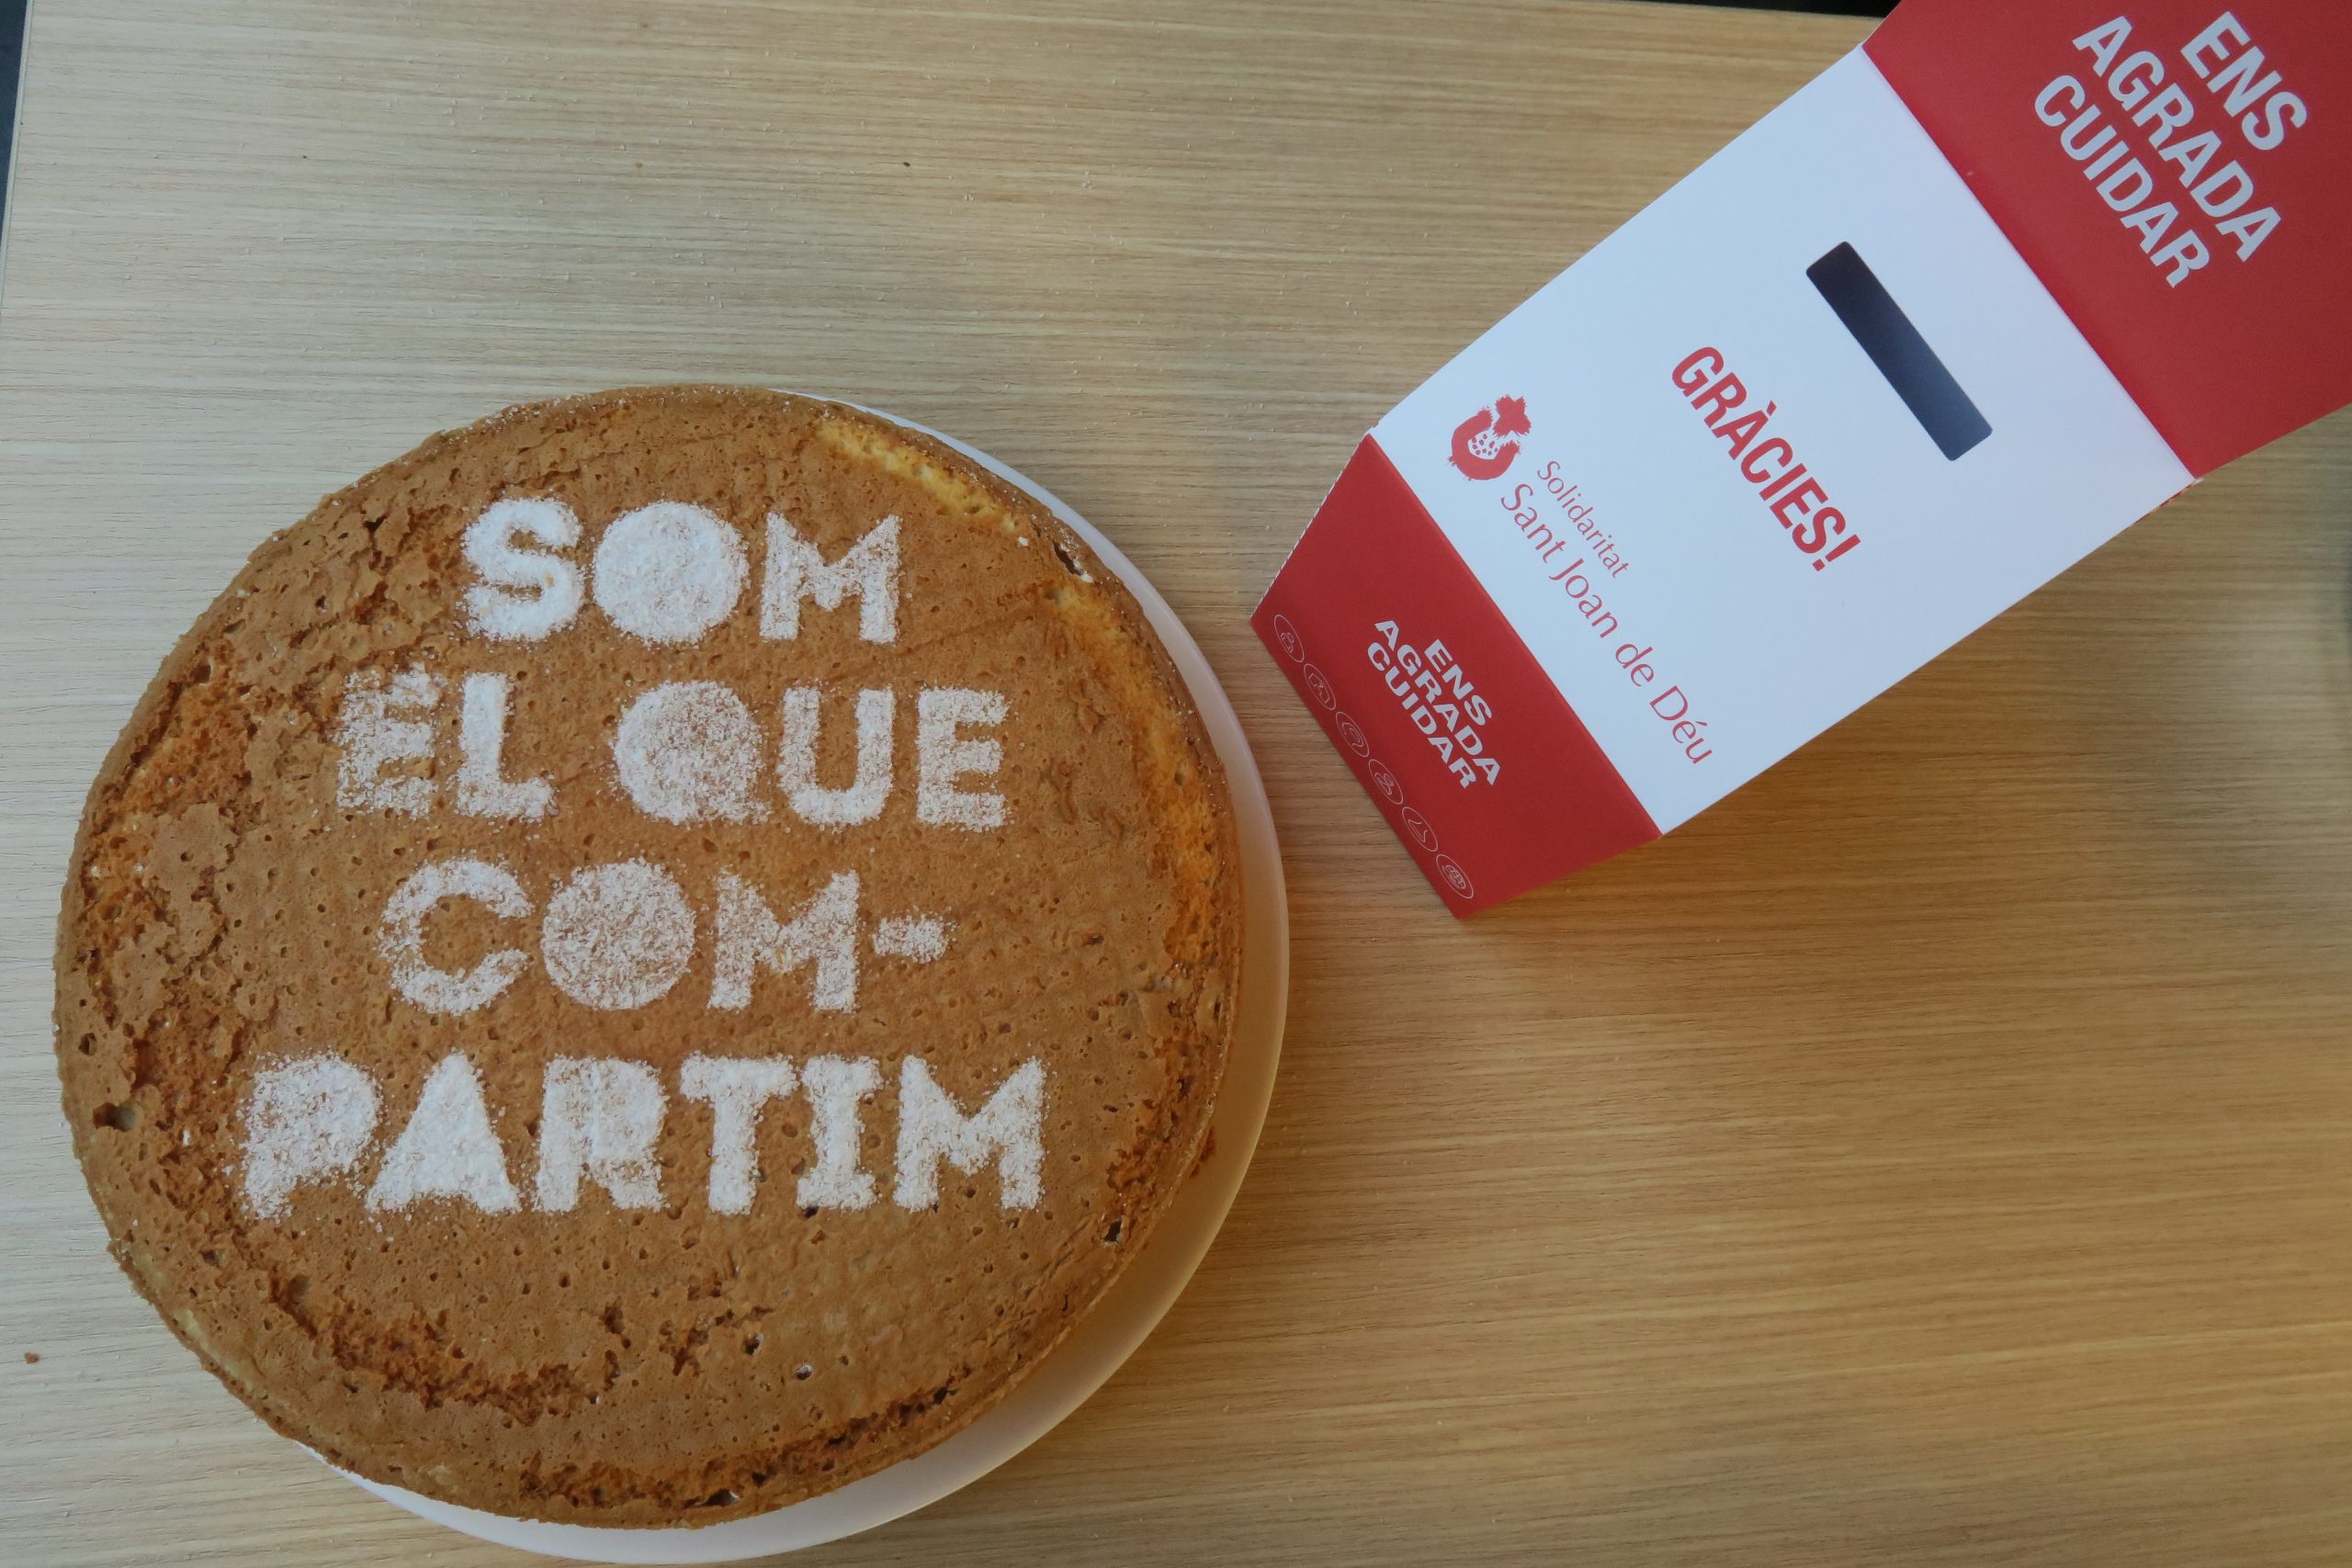 SOM
EL QUE
COM-
PARTIM
ENS
AGRADA
CUIDAR
GRÀCIES!
Solidaritat
Sant Joan de Déu
ENS
AGRADA
CUIDAR